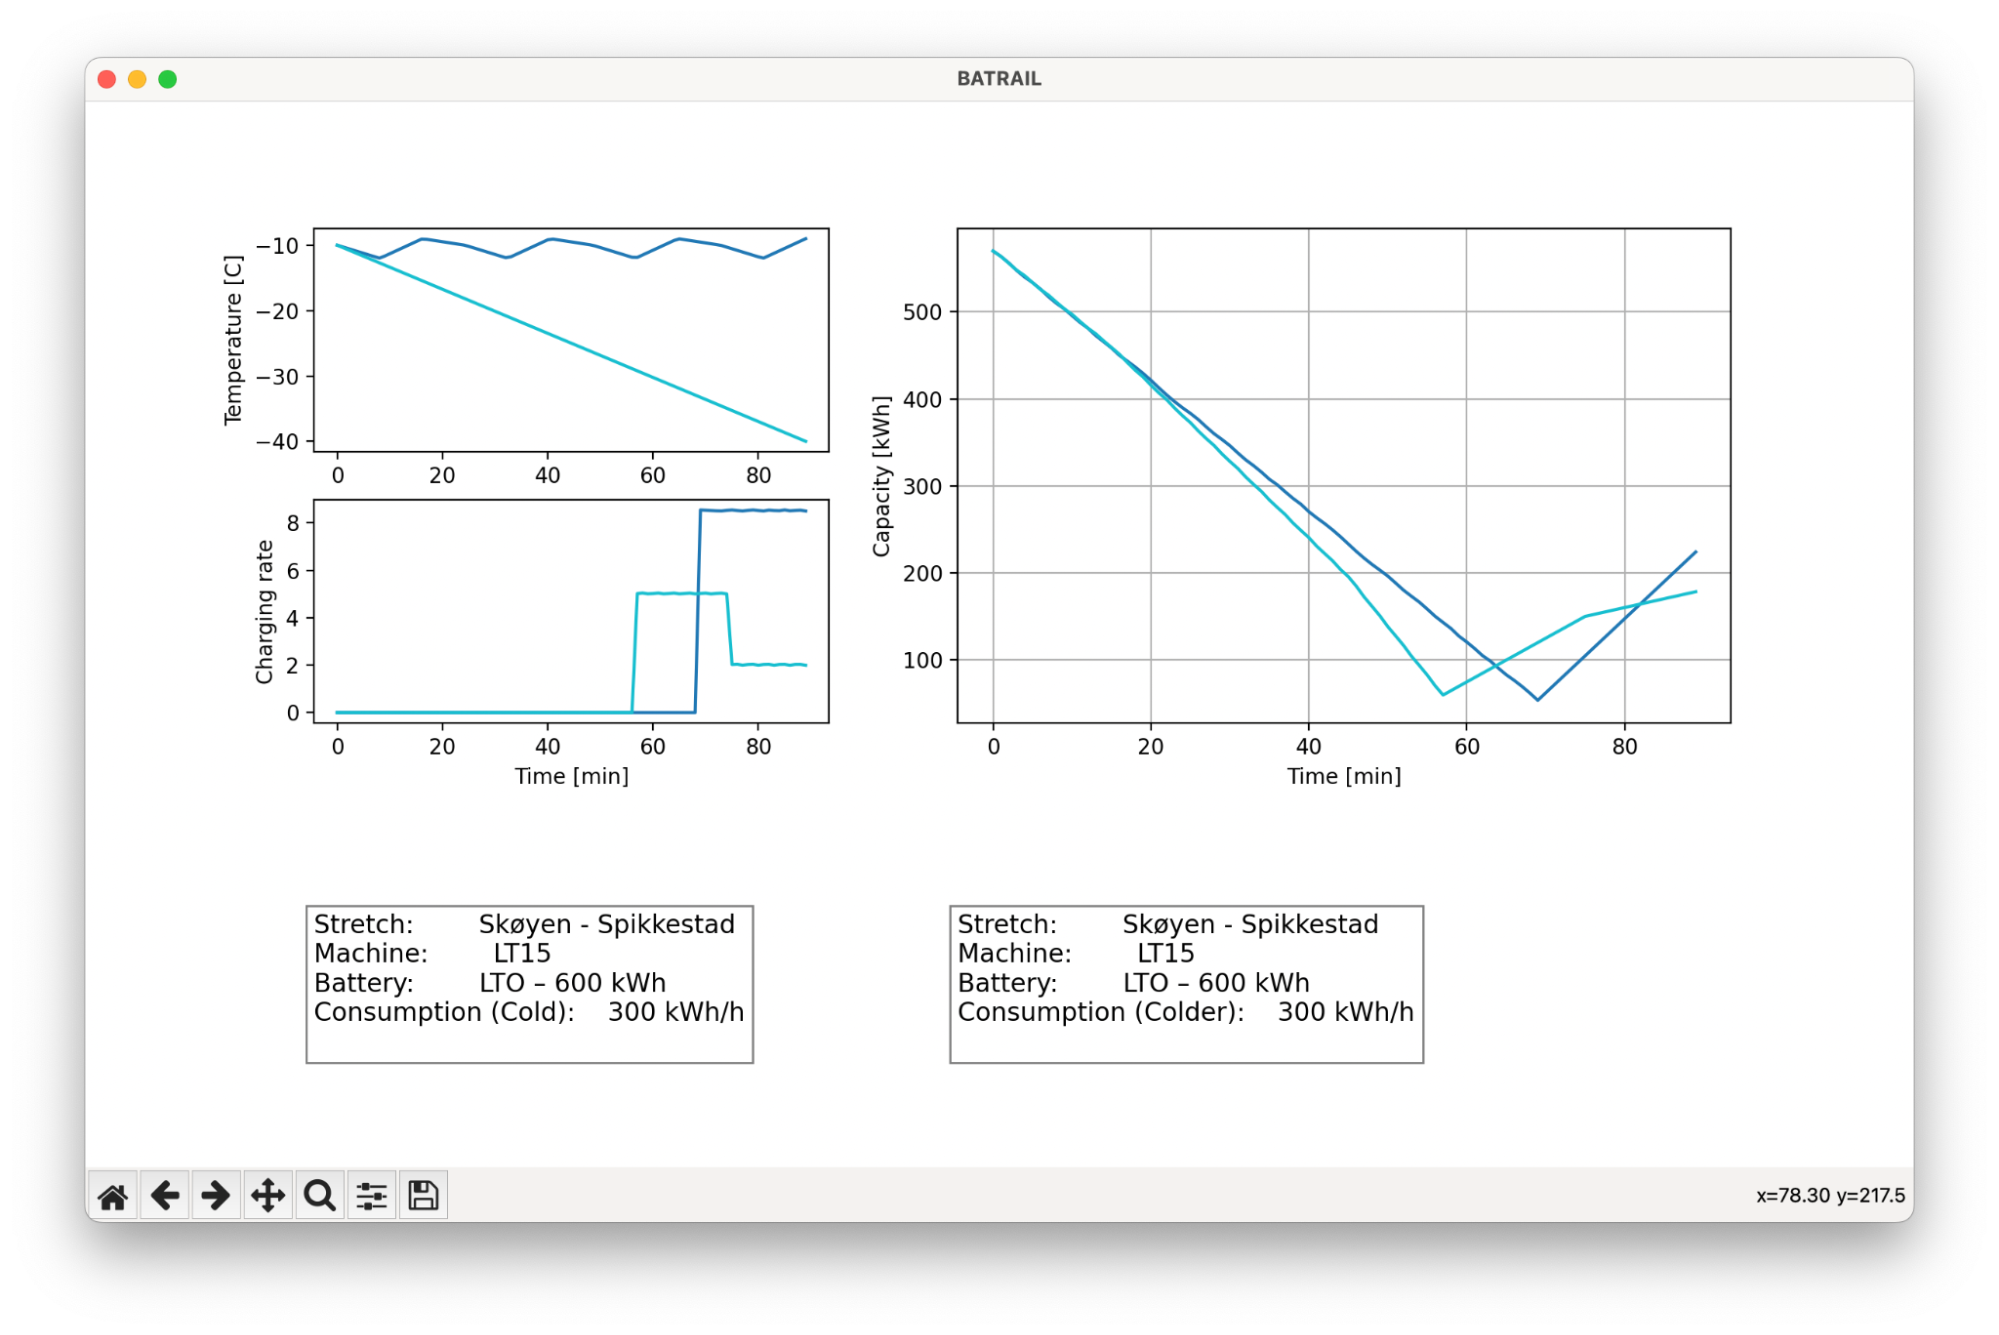 BATRAIL
Temperature [C]
−10
−20
−30
−40
0 20 40 60 80
Charging rate
8
6
4
2
0
0 20 40 60 80
Time [min]
Capacity [kWh]
500
400
300
200
100
0 20 40 60 80
Time [min]
Stretch: Skøyen - Spikkestad
Machine: LT15
Battery: LTO – 600 kWh
Consumption (Cold): 300 kWh/h
Stretch: Skøyen - Spikkestad
Machine: LT15
Battery: LTO – 600 kWh
Consumption (Colder): 300 kWh/h
x=78.30 y=217.5